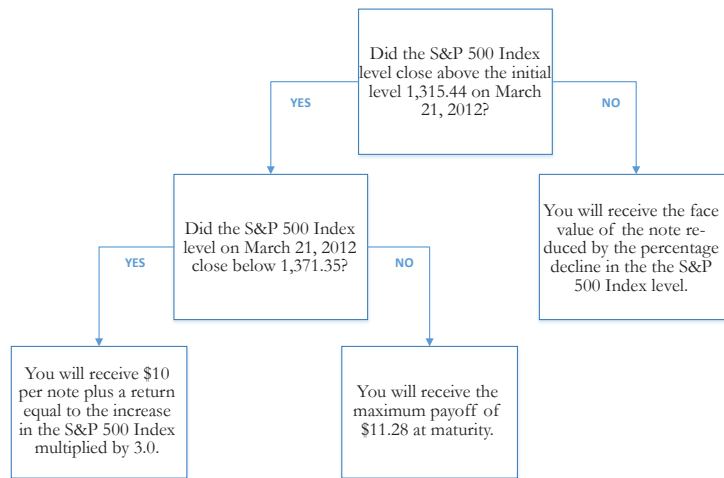 Did the S&P 500 Index
level close above the initial
level 1,315.44 on March
21, 2012?
YES
NO
Did the S&P 500 Index
level on March 21, 2012
close below 1,371.35?
You will receive the face
value of the note re-
duced by the percentage
decline in the the S&P
500 Index level.
YES
NO
You will receive $10
per note plus a return
equal to the increase
in the S&P 500 Index
multiplied by 3.0.
You will receive the
maximum payoff of
$11.28 at maturity.